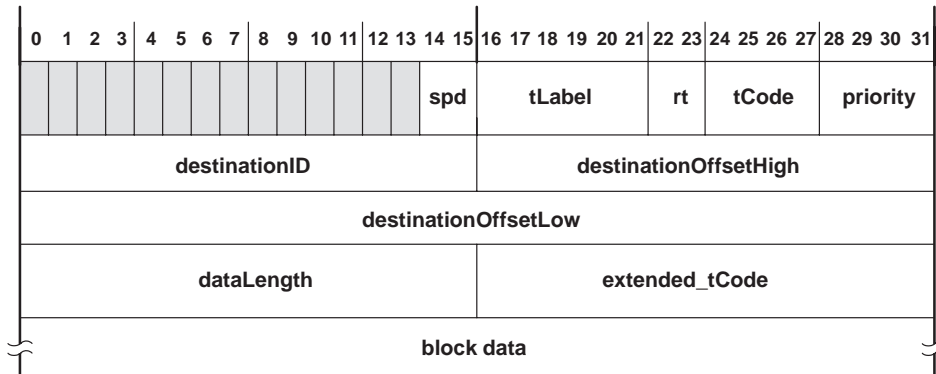 0 1 2 3 4 5 6 7 8 9 10 11 12 13 14 15 16 17 18 19 20 21 22 23 24 25 26 27 28 29 30 31
spd tLabel rt tCode priority
destinationID destinationOffsetHigh
destinationOffsetLow
dataLength extended_tCode
block data